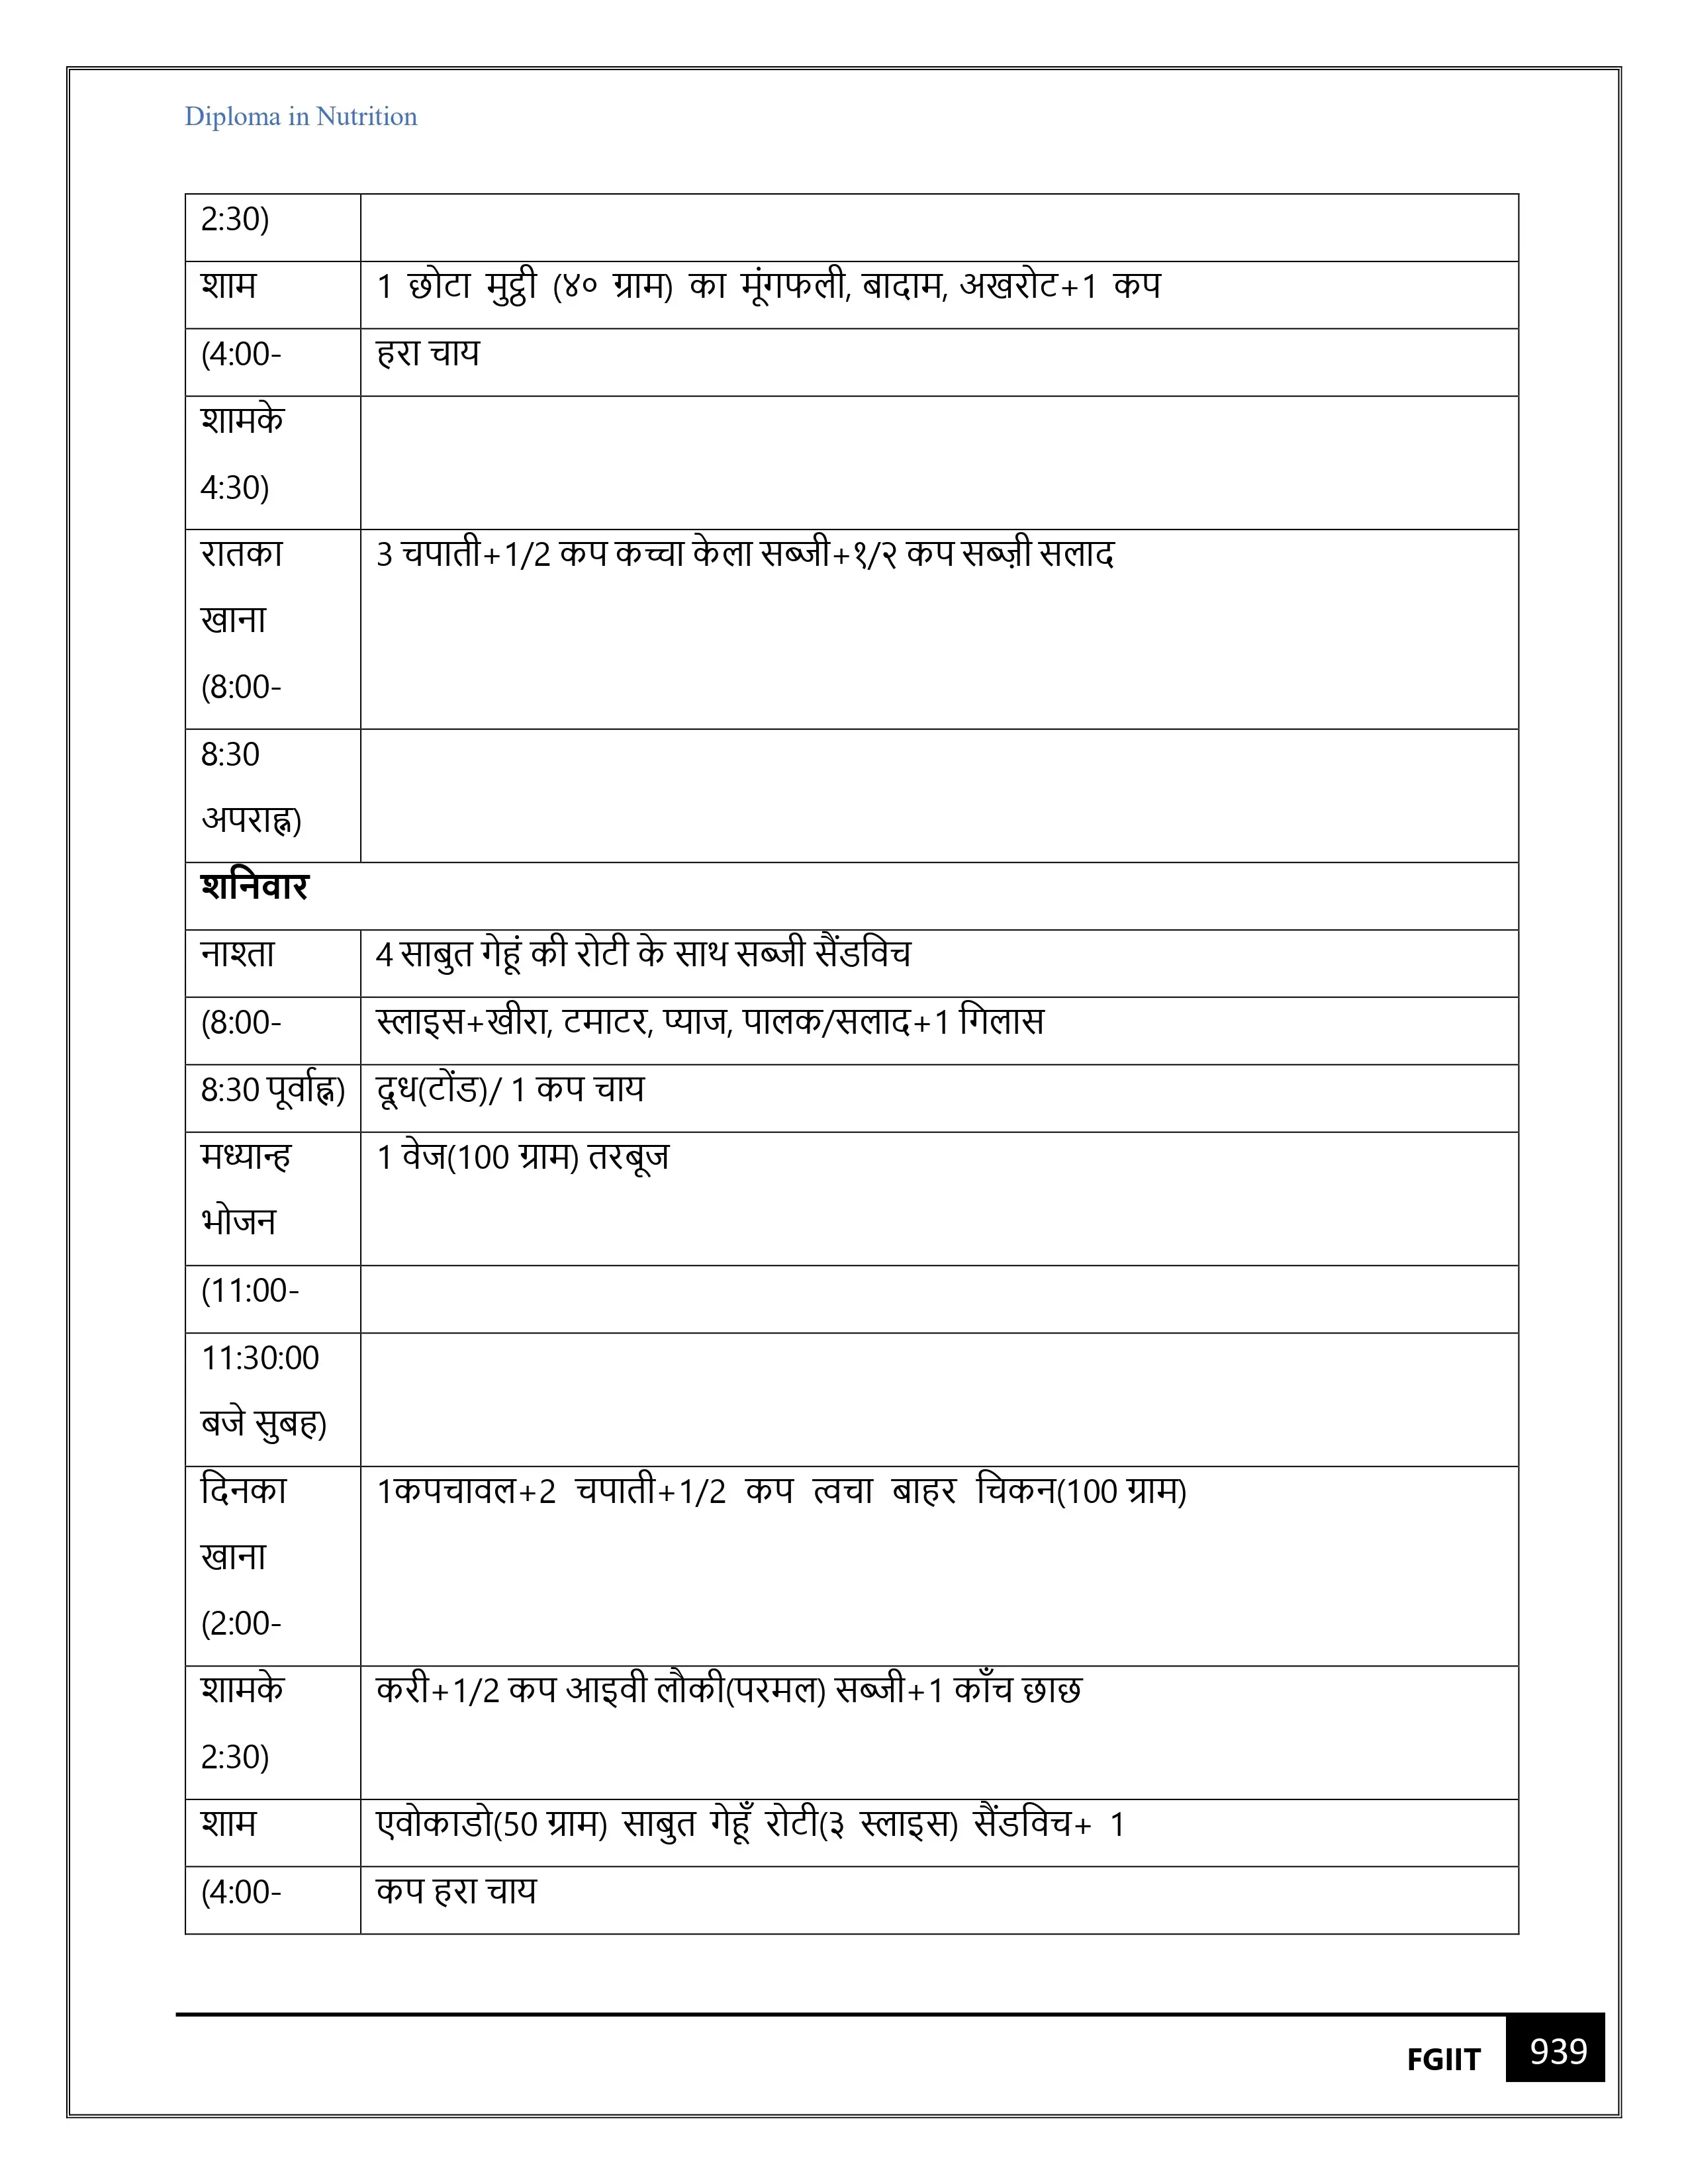 Diploma in Nutrition
2:30)
शाम 1 छोटा मुट्ठी (४० ग्राम) का मूंगफली, बादाम, अखरोट+1 कप
(4:00- हरा चाय
शामके
4:30)
रातका 3 चपाती+1/2 कप कच्चा केला सब्जी+१/२ कप सब्ज़ी सलाद
खाना
(8:00-
8:30
अपराह्न)
शनिवार
नाश्ता 4 साबुत गेहूं की रोटी के साथ सब्जी सैंडविच
(8:00- स्लाइस+खीरा, टमाटर, प्याज, पालक/सलाद+1 गिलास
8:30 पूर्वाह्न) दूध(टोंड)/ 1 कप चाय
मध्यान्ह 1 वेज(100 ग्राम) तरबूज
भोजन
(11:00-
11:30:00
बजे सुबह)
दिनका 1कपचावल+2 चपाती+1/2 कप त्वचा बाहर चिकन(100 ग्राम)
खाना
(2:00-
शामके करी+1/2 कप आइवी लौकी(परमल) सब्जी+1 काँच छाछ
2:30)
शाम एवोकाडो(50 ग्राम) साबुत गेहूँ रोटी(३ स्लाइस) सैंडविच+ 1
(4:00- कप हरा चाय
FGIIT 939